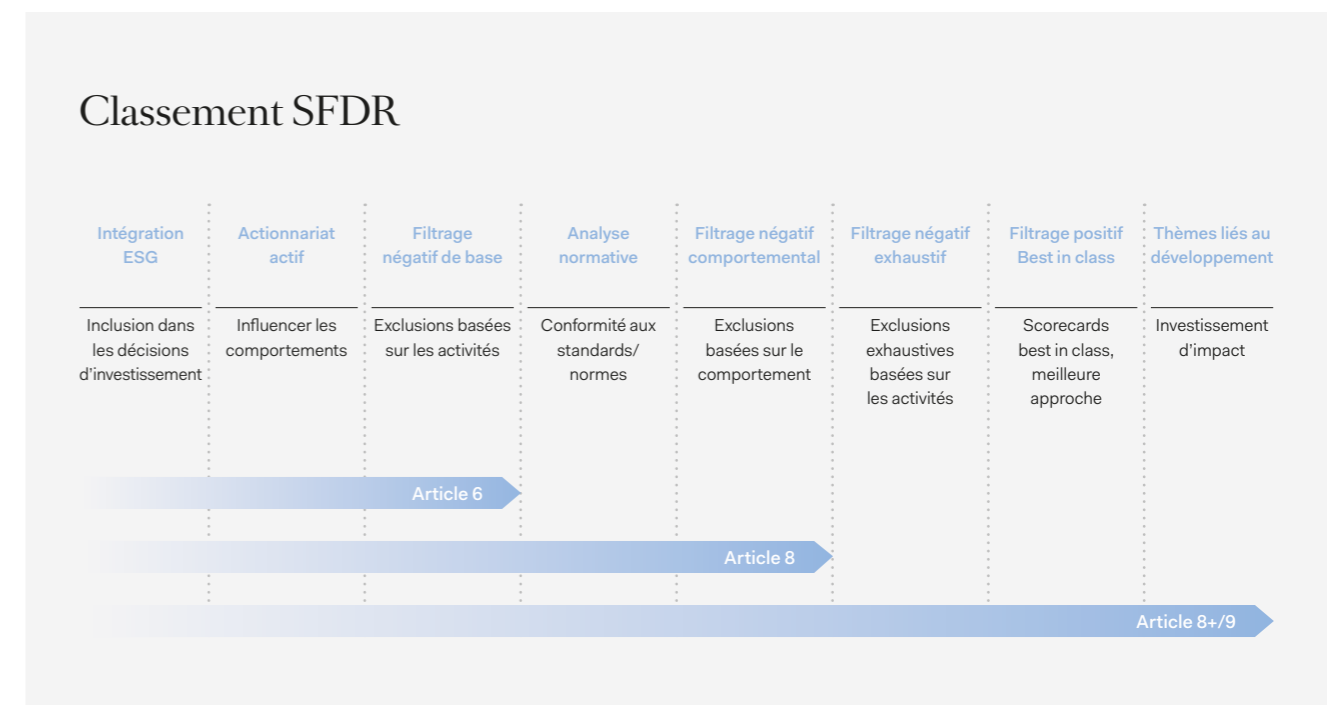 Classement SFDR
Intégration
ESG
Actionnariat
actif
Filtrage
négatif de base
Analyse
normative
Filtrage négatif
comportemental
Filtrage négatif
exhaustif
Filtrage positif
Best in class
Thèmes liés au
développement
Inclusion dans
les décisions
d’investissement
Influencer les
comportements
Exclusions basées
sur les activités
Conformité aux
standards/
normes
Exclusions
basées sur le
comportement
Exclusions
exhaustives
basées sur
les activités
Scorecards
best in class,
meilleure
approche
Investissement
d’impact
Article 6
Article 8
Article 8+/9